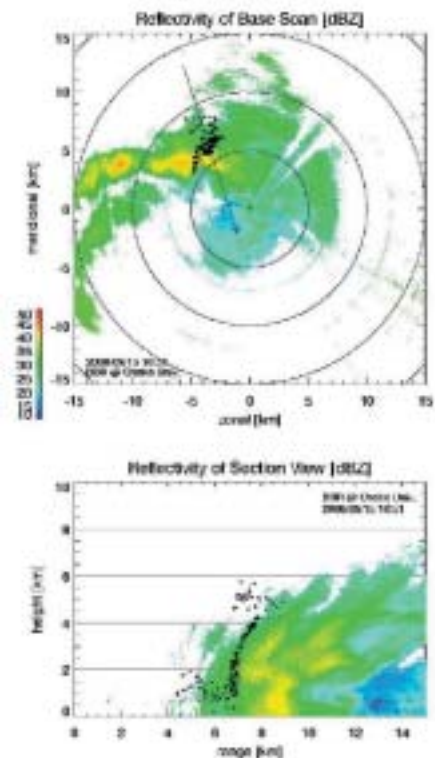 Reflectivity of Base Scan [dBZ]
15
10
5
0
-5
-10
-15
meridional [km]
-15 -10 -5 0 5 10 15
zonal [km]
Reflectivity of Section View [dBZ]
10
8
6
4
2
0
height [km]
0 2 4 6 8 10 12 14
range [km]